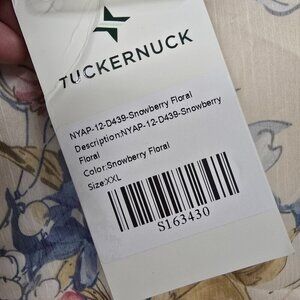 TUCKERNUCK
NYAP-12-D439-Snowberry Floral
Description:NYAP-12-D439-Snowberry
Floral
Color:Snowberry Floral
Size:XXL
S163430